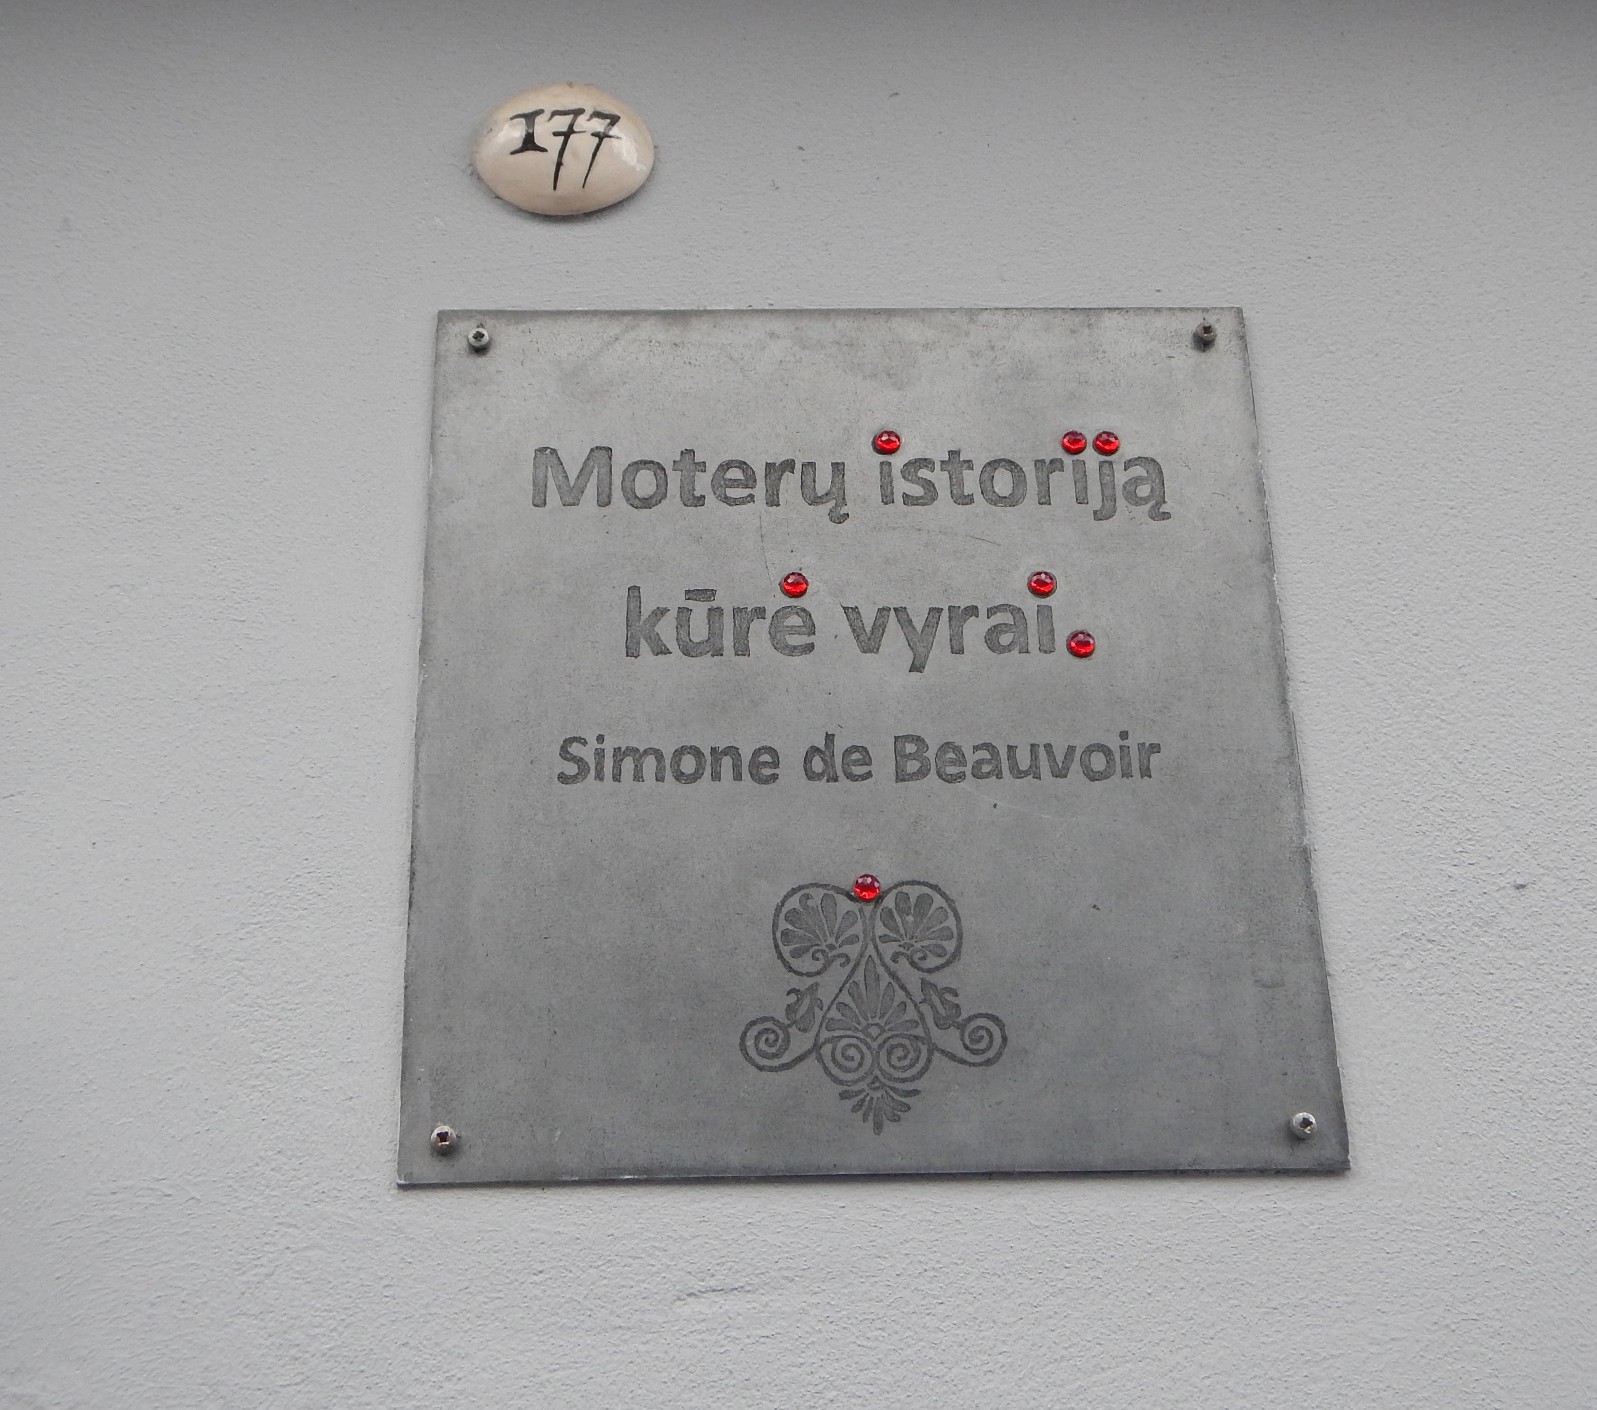 177
Moterų istoriją
kūrė vyrai.
Simone de Beauvoir